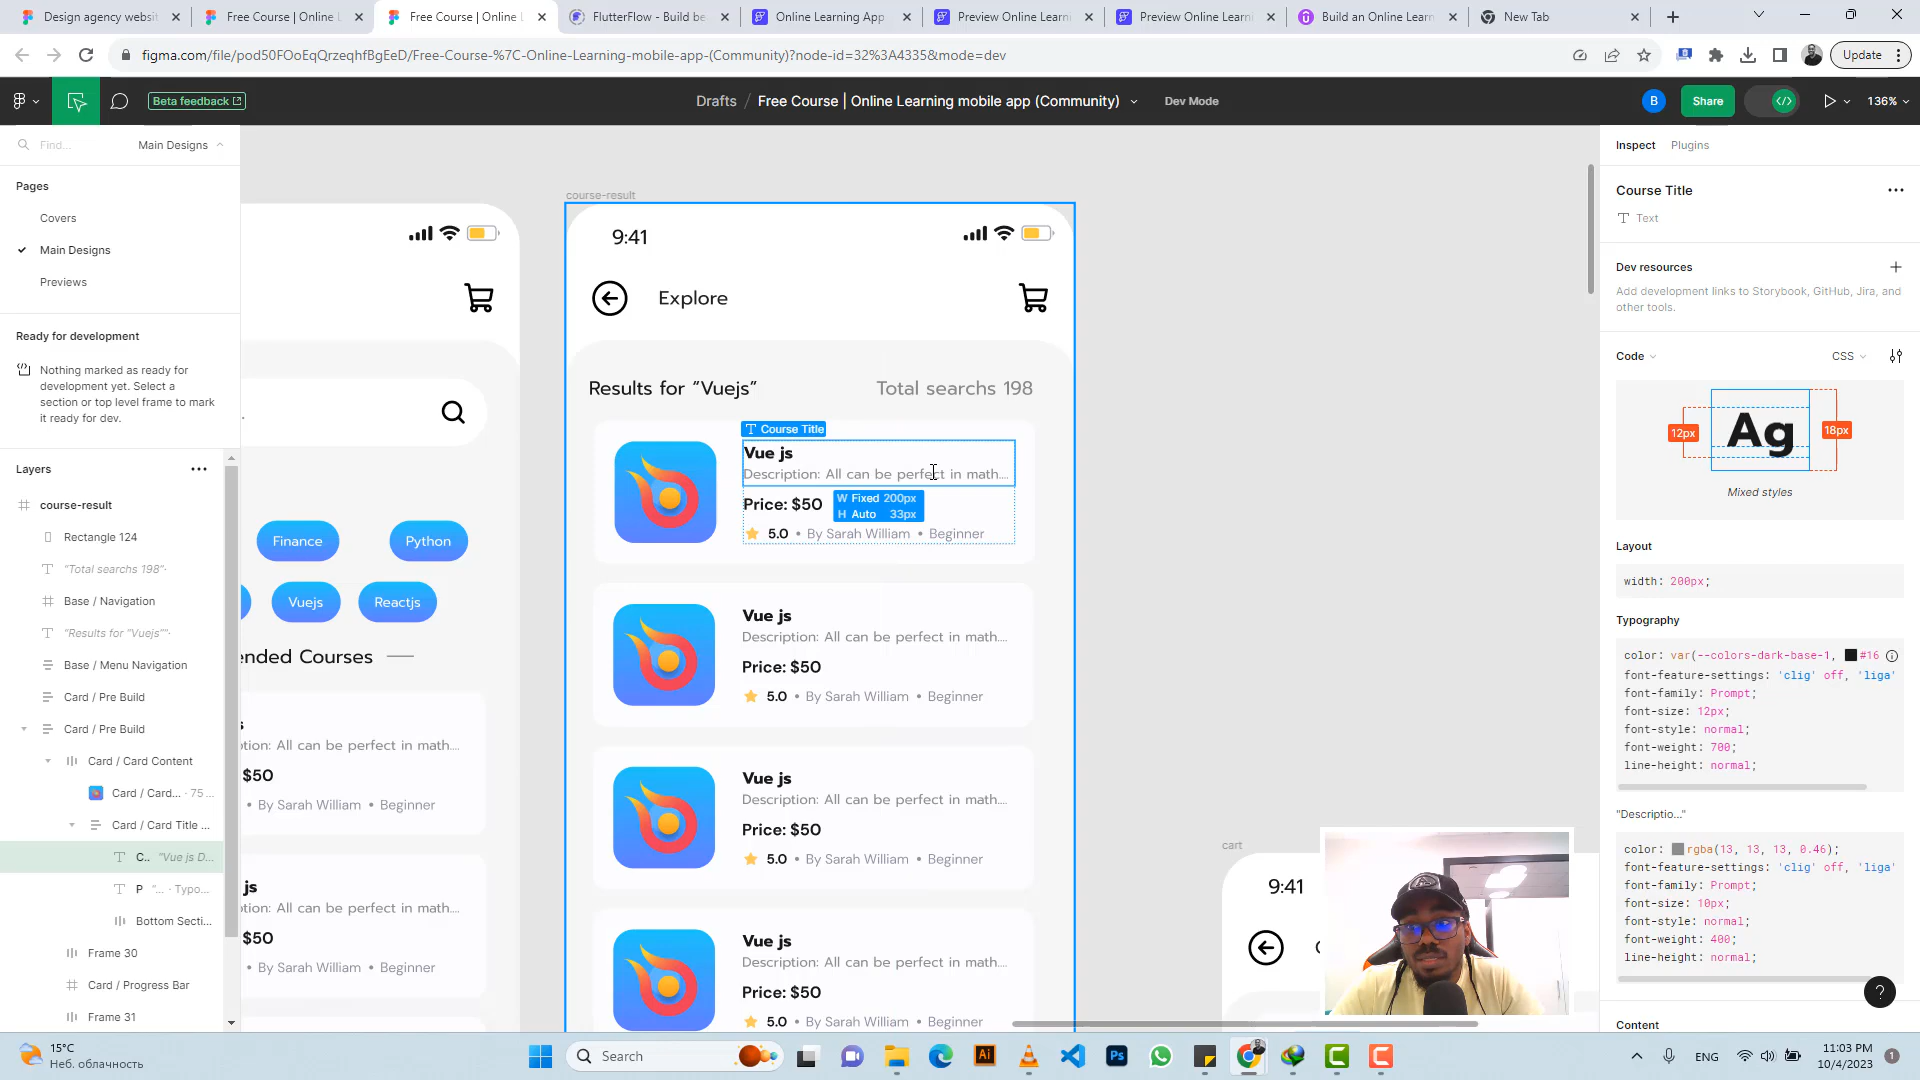 Design agency websi
Free Course | Online L
Free Course | Online L
FlutterFlow - Build be
Online Learning App
Preview Online Learni
Preview Online Learni
Build an Online Learn
New Tab
figma.com/file/pod50FOoEqQrzeqhfBgEeD/Free-Course-%7C-Online-Learning-mobile-app-(Community)?node-id=32%3A4335&mode=dev
Update
Beta feedback
Drafts / Free Course | Online Learning mobile app (Community)
Dev Mode
B
Share
136%
Find...
Main Designs
Pages
Covers
Main Designs
Previews
Ready for development
Nothing marked as ready for
development yet. Select a
section or top level frame to mark
it ready for dev.
Layers
course-result
Rectangle 124
"Total searchs 198"
Base / Navigation
"Results for "Vuejs""
Base / Menu Navigation
Card / Pre Build
Card / Pre Build
Card / Card Content
Card / Card... · 75 ...
Card / Card Title ...
C.. "Vue js D...
P "... · Typo...
Bottom Secti...
Frame 30
Card / Progress Bar
Frame 31
Finance
Python
Vuejs
Reactjs
ended Courses
s
otion: All can be perfect in math....
$50
• By Sarah William • Beginner
js
otion: All can be perfect in math....
$50
• By Sarah William • Beginner
course-result
9:41
Explore
Results for “Vuejs”
Total searchs 198
Course Title
Vue js
Description: All can be perfect in math....
Price: $50
W Fixed 200px
H Auto 33px
5.0 • By Sarah William • Beginner
Vue js
Description: All can be perfect in math....
Price: $50
5.0 • By Sarah William • Beginner
Vue js
Description: All can be perfect in math....
Price: $50
5.0 • By Sarah William • Beginner
Vue js
Description: All can be perfect in math....
Price: $50
5.0 • By Sarah William • Beginner
cart
9:41
Inspect
Plugins
Course Title
Text
Dev resources
Add development links to Storybook, GitHub, Jira, and
other tools.
Code
CSS
12px
Ag
18px
Mixed styles
Layout
width: 200px;
Typography
color: var(--colors-dark-base-1, #16
font-feature-settings: 'clig' off, 'liga'
font-family: Prompt;
font-size: 12px;
font-style: normal;
font-weight: 700;
line-height: normal;
"Descriptio..."
color: rgba(13, 13, 13, 0.46);
font-feature-settings: 'clig' off, 'liga'
font-family: Prompt;
font-size: 10px;
font-style: normal;
font-weight: 400;
line-height: normal;
Content
?
15°C
Неб. облачность
Search
Ai
Ps
ENG
11:03 PM
10/4/2023
1